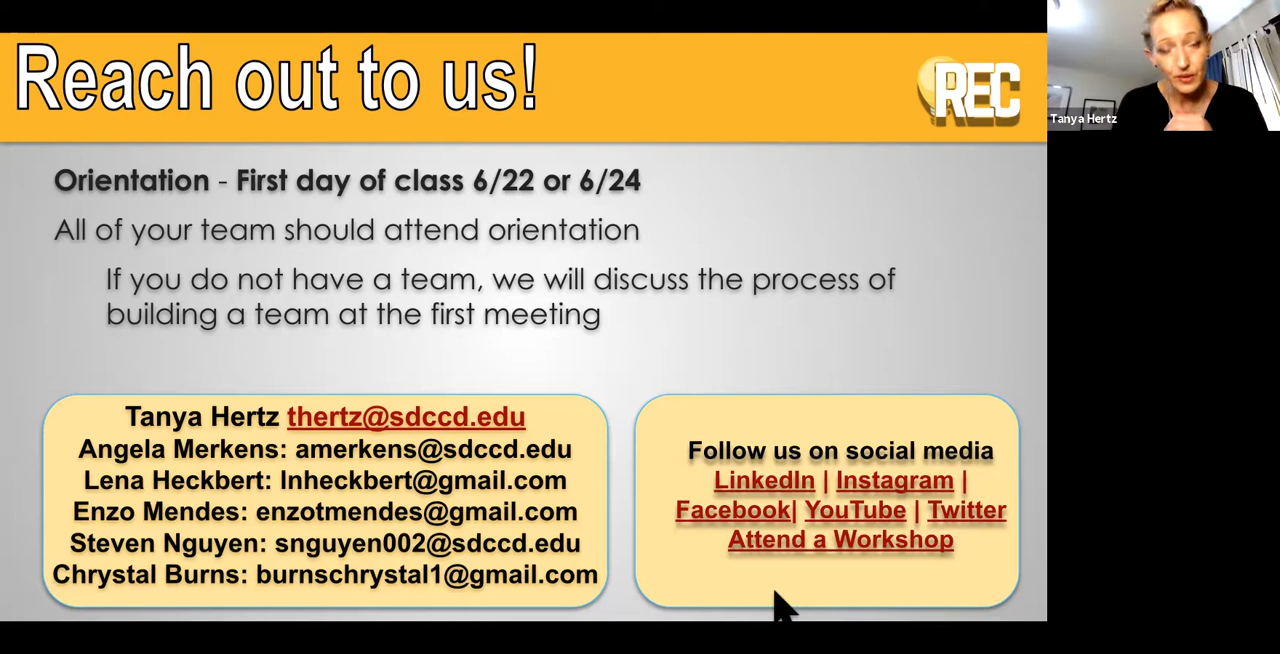 Reach out to us!
REC
Tanya Hertz
Orientation - First day of class 6/22 or 6/24
All of your team should attend orientation
If you do not have a team, we will discuss the process of
building a team at the first meeting
Tanya Hertz thertz@sdccd.edu
Angela Merkens: amerkens@sdccd.edu
Lena Heckbert: lnheckbert@gmail.com
Enzo Mendes: enzotmendes@gmail.com
Steven Nguyen: snguyen002@sdccd.edu
Chrystal Burns: burnschrystal1@gmail.com
Follow us on social media
LinkedIn | Instagram |
Facebook| YouTube | Twitter
Attend a Workshop